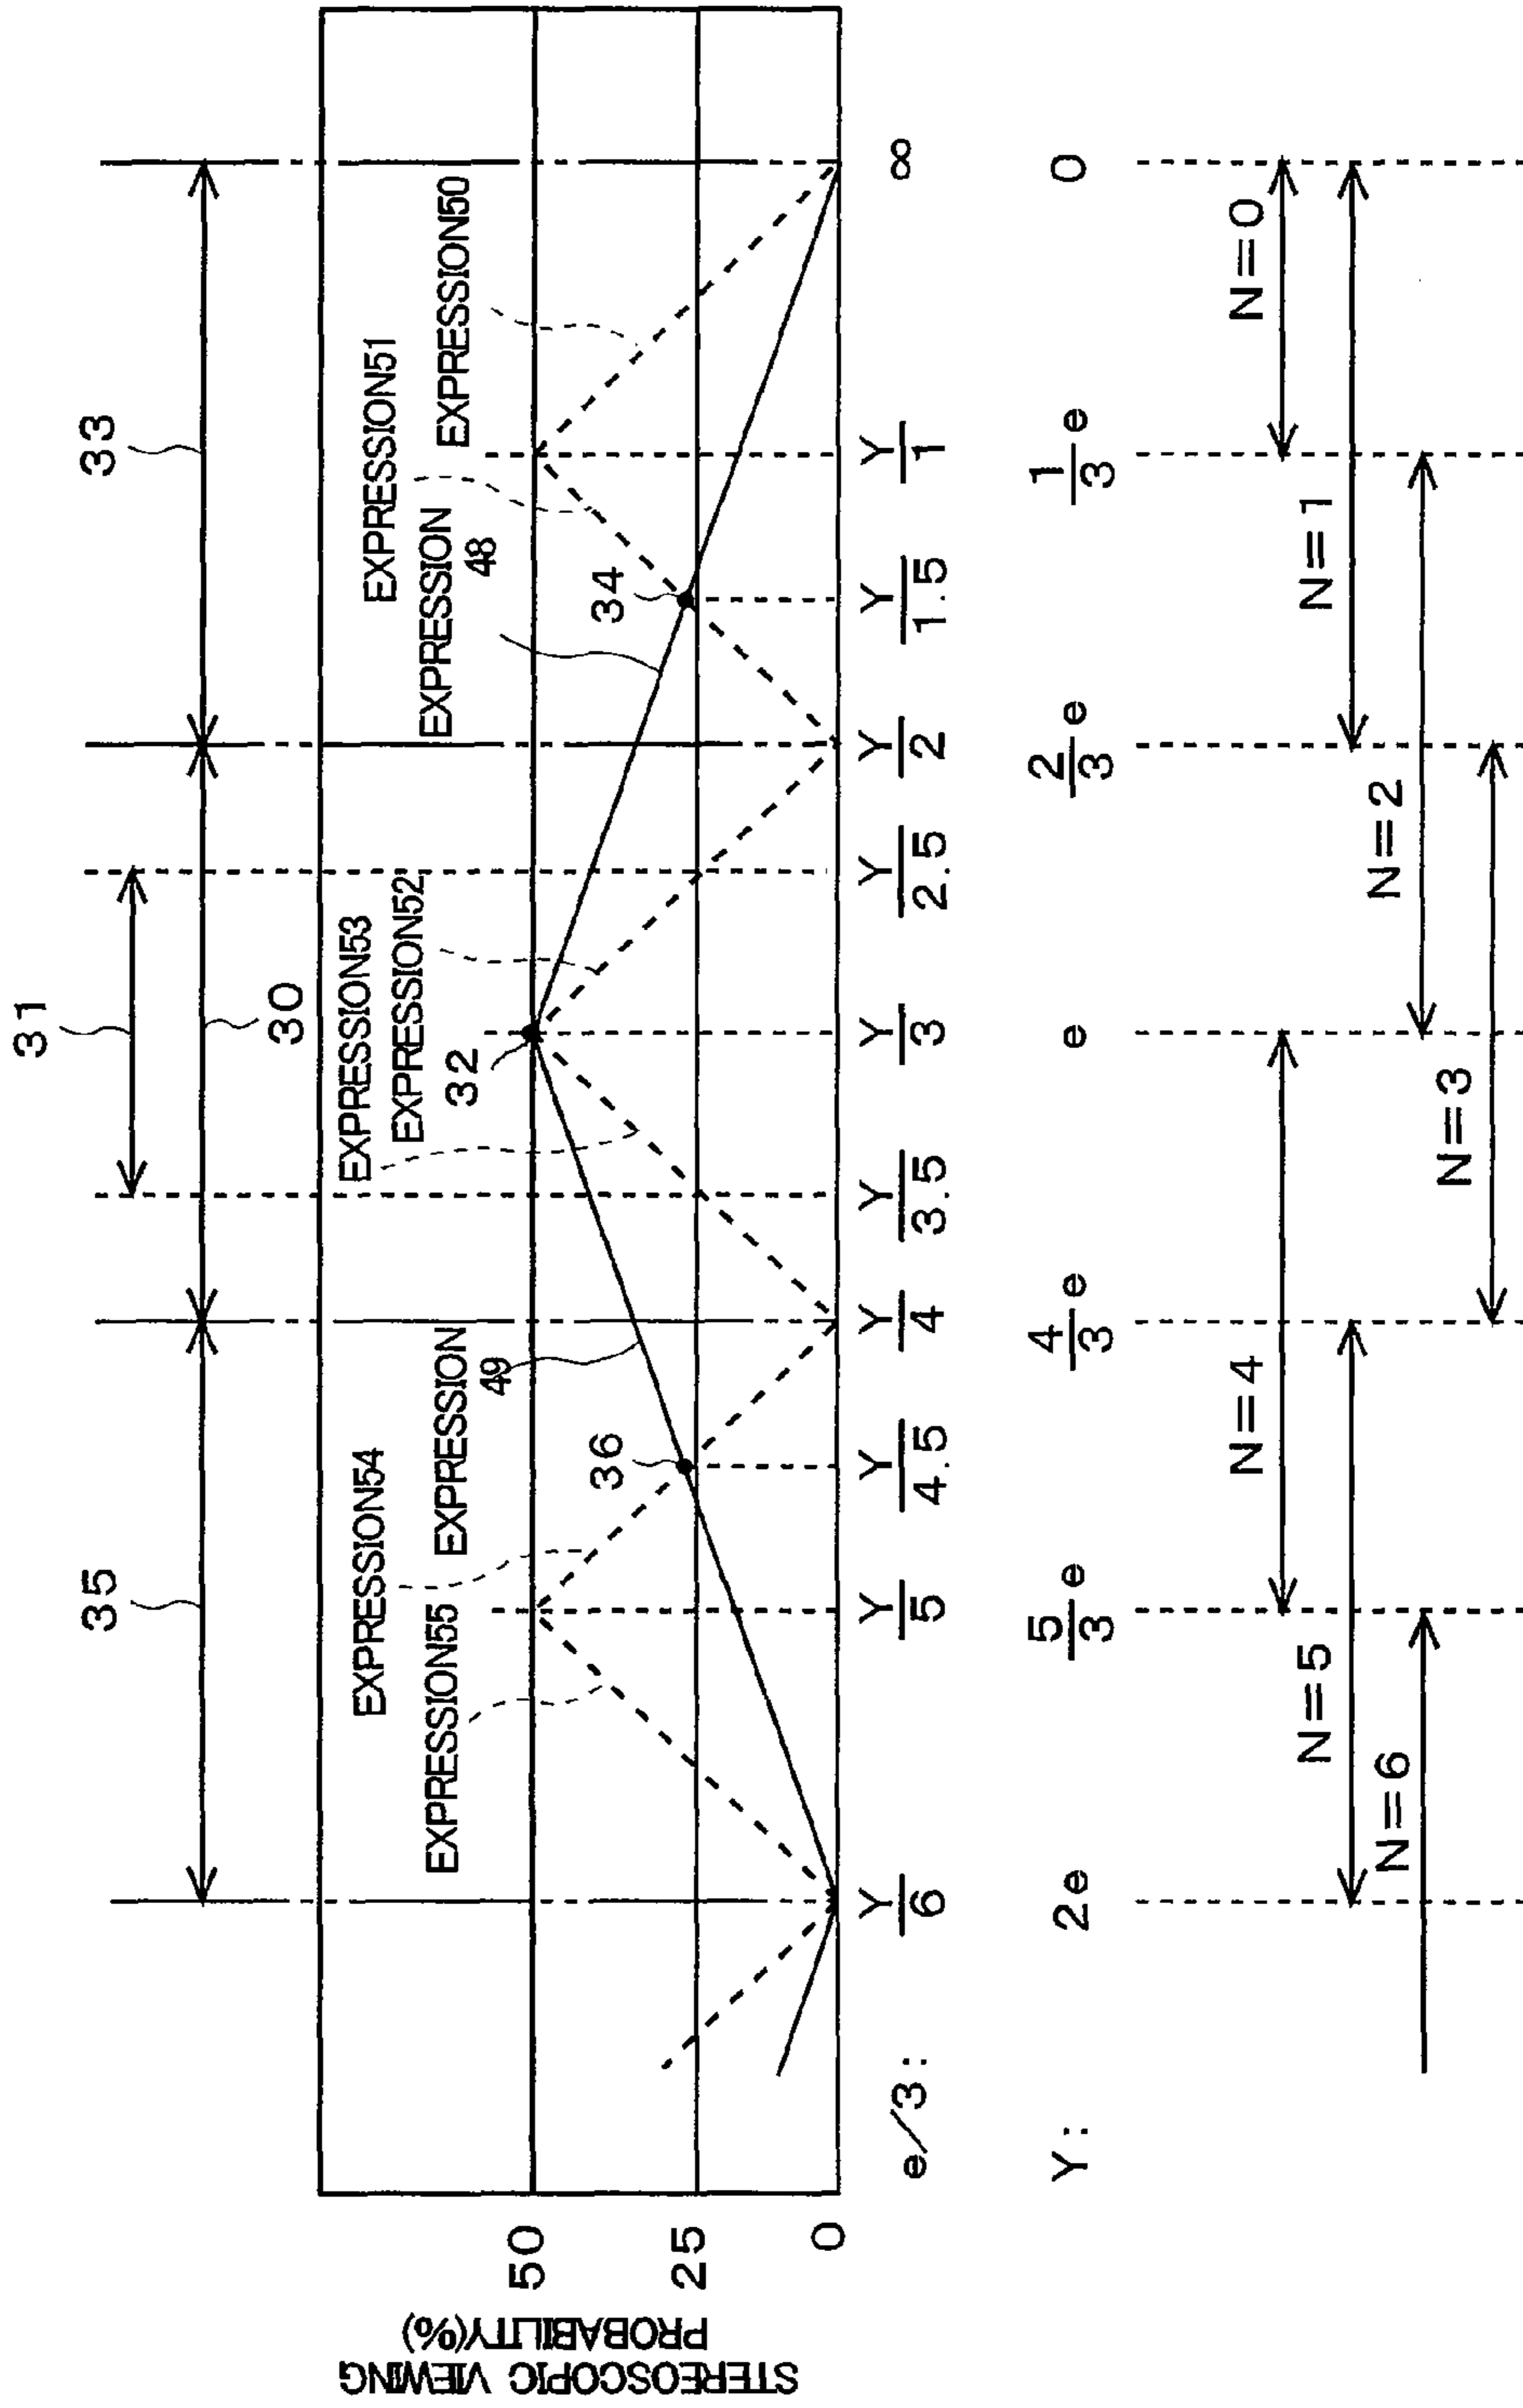 31
35
30
33
STEREOSCOPIC VIEWING
PROBABILITY(%)
50
25
0
EXPRESSION55
EXPRESSION54
EXPRESSION
49
36
EXPRESSION53
EXPRESSION52
32
EXPRESSION
48
EXPRESSION51
34
EXPRESSION50
e/3: Y/6 Y/5 Y/4.5 Y/4 Y/3.5 Y/3 Y/2.5 Y/2 Y/1.5 Y/1 ∞
Y: 2e 5/3 e 4/3 e e 2/3 e 1/3 e 0
N=4
N=0
N=5
N=1
N=6
N=2
N=3